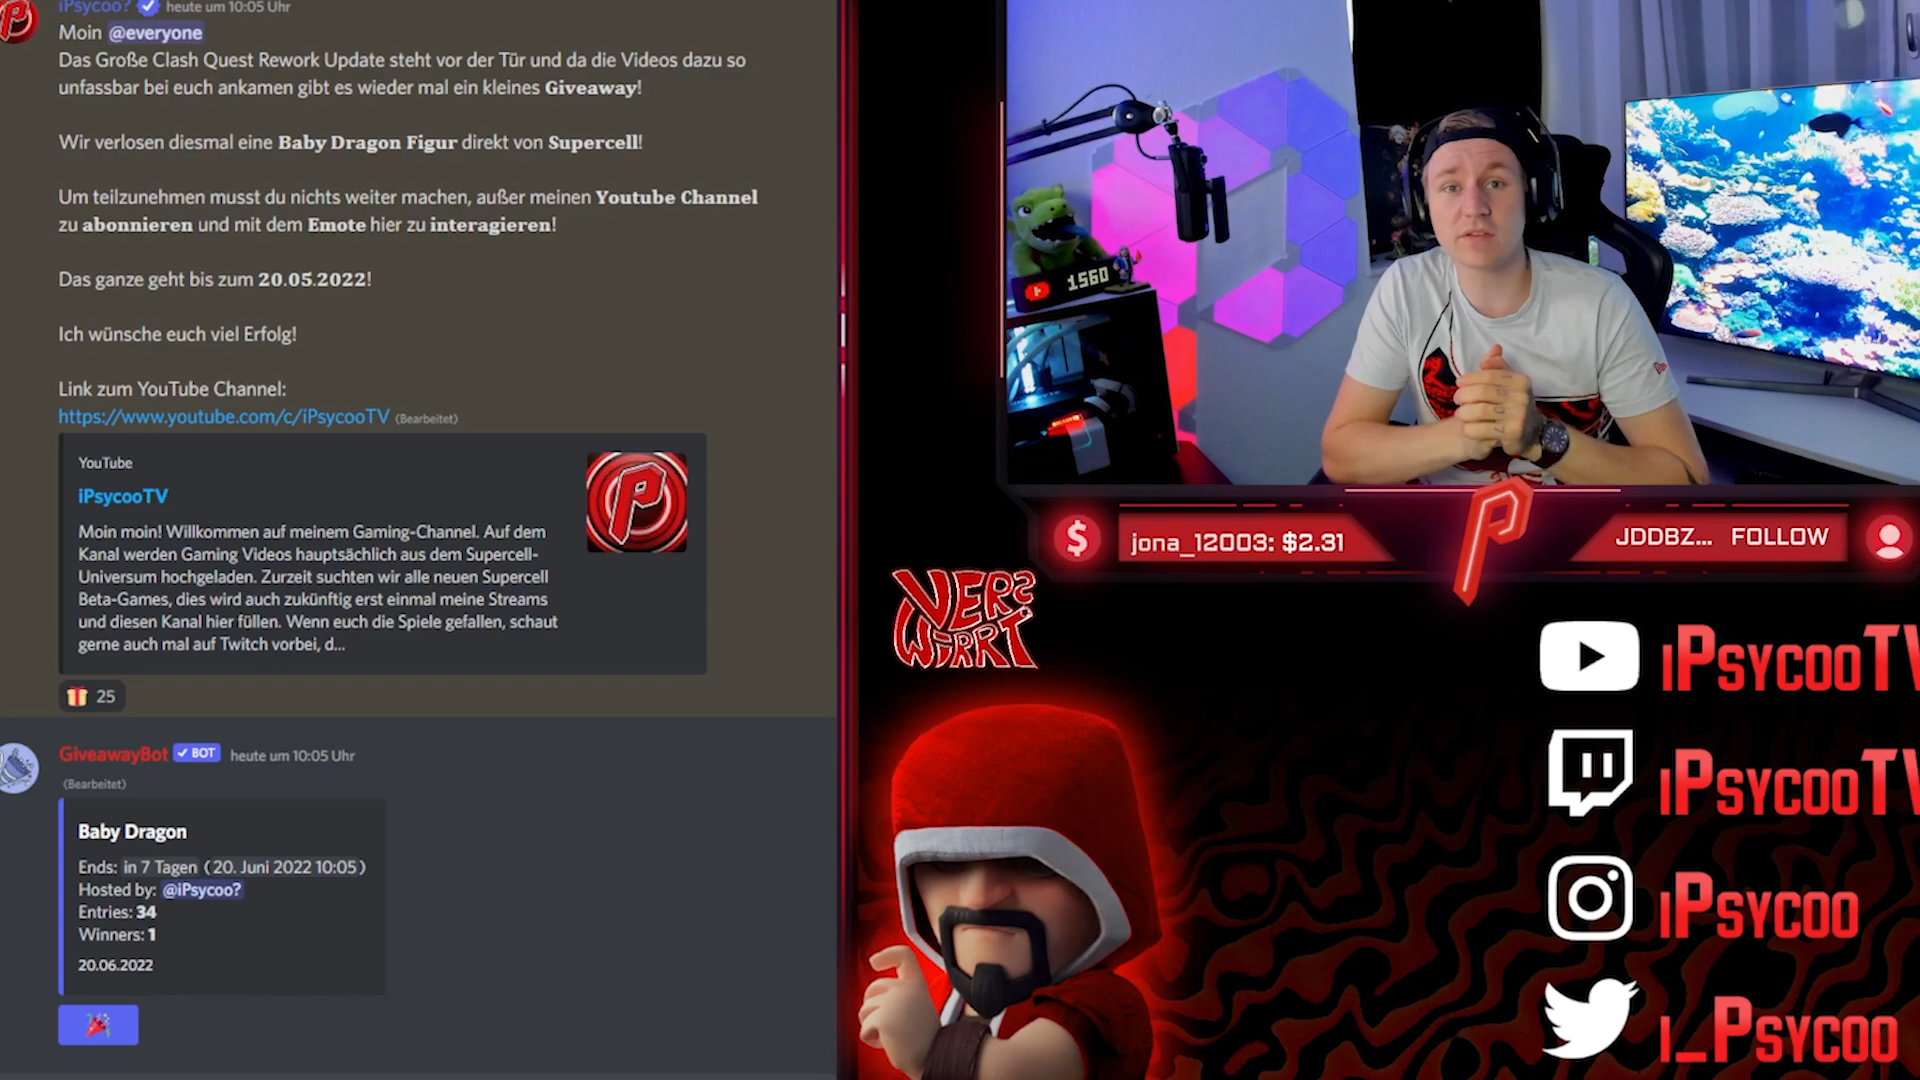 iPsycoo? heute um 10:05 Uhr
Moin @everyone
Das Große Clash Quest Rework Update steht vor der Tür und da die Videos dazu so
unfassbar bei euch ankamen gibt es wieder mal ein kleines Giveaway!
Wir verlosen diesmal eine Baby Dragon Figur direkt von Supercell!
Um teilzunehmen musst du nichts weiter machen, außer meinen Youtube Channel
zu abonnieren und mit dem Emote hier zu interagieren!
Das ganze geht bis zum 20.05.2022!
Ich wünsche euch viel Erfolg!
Link zum YouTube Channel:
https://www.youtube.com/c/iPsycooTV (Bearbeitet)
YouTube
iPsycooTV
Moin moin! Willkommen auf meinem Gaming-Channel. Auf dem
Kanal werden Gaming Videos hauptsächlich aus dem Supercell-
Universum hochgeladen. Zurzeit suchten wir alle neuen Supercell
Beta-Games, dies wird auch zukünftig erst einmal meine Streams
und diesen Kanal hier füllen. Wenn euch die Spiele gefallen, schaut
gerne auch mal auf Twitch vorbei, d...
25
GiveawayBot BOT heute um 10:05 Uhr
(Bearbeitet)
Baby Dragon
Ends: in 7 Tagen (20. Juni 2022 10:05)
Hosted by: @iPsycoo?
Entries: 34
Winners: 1
20.06.2022
1560
jona_12003: $2.31
JDDBZ... FOLLOW
VERS
WIRRT
iPsycooTV
iPsycooTV
iPsycoo
i_Psycoo